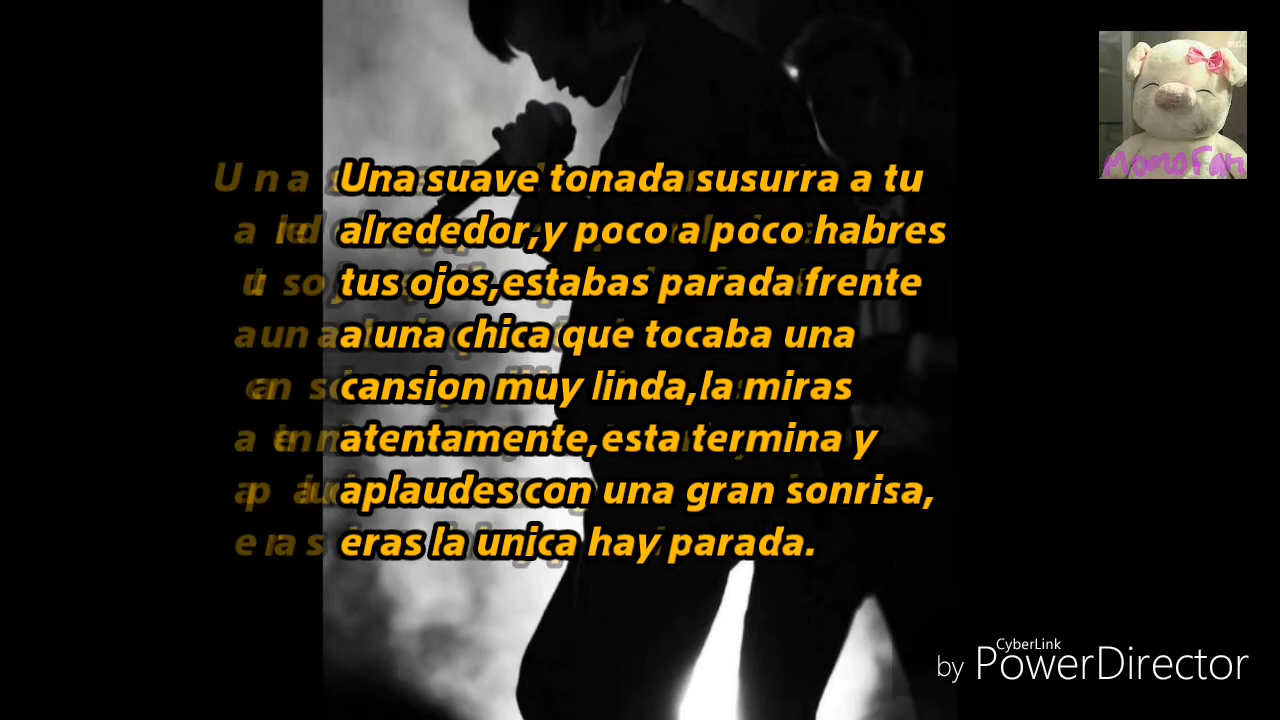 Una suave tonada susurra a tu
alrededor,y poco a poco habres
tus ojos,estabas parada frente
a una chica que tocaba una
cansion muy linda,la miras
atentamente,esta termina y
aplaudes con una gran sonrisa,
eras la unica hay parada.
MomoFan
CyberLink
by PowerDirector